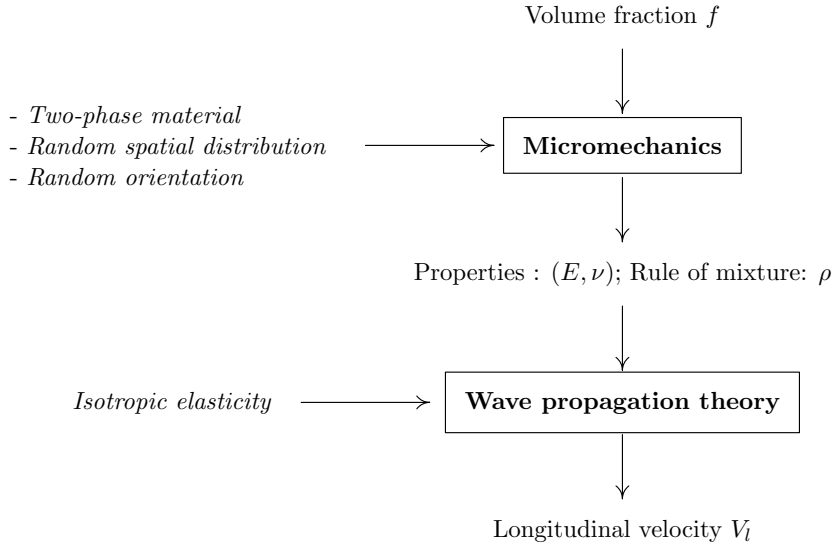 Volume fraction f
- Two-phase material
- Random spatial distribution
- Random orientation
Micromechanics
Properties : (E, ν); Rule of mixture: ρ
Isotropic elasticity
Wave propagation theory
Longitudinal velocity V_l